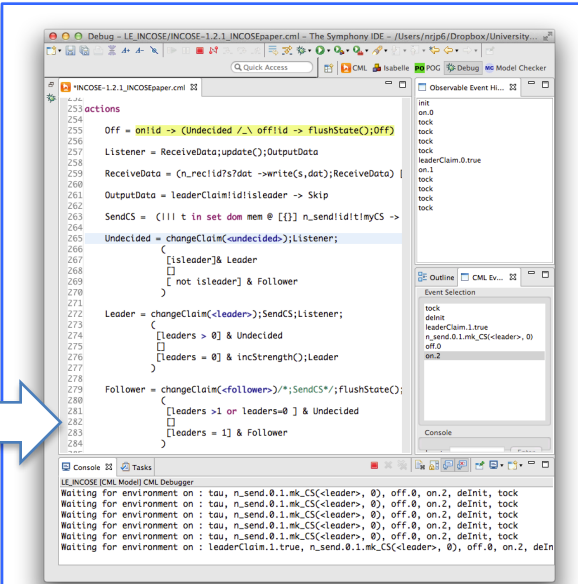 Debug – LE_INCOSE/INCOSE-1.2.1_INCOSEpaper.cml – The Symphony IDE – /Users/nrjp6/Dropbox/University...
Quick Access
CML
Isabelle
PO POG
Debug
MC Model Checker
*INCOSE-1.2.1_INCOSEpaper.cml
253 actions
254
255 Off = on!id -> (Undecided /_\ off!id -> flushState();Off)
256
257 Listener = ReceiveData;update();OutputData
258
259 ReceiveData = (n_rec!id?s?dat ->write(s,dat);ReceiveData) [
260
261 OutputData = leaderClaim!id!isleader -> Skip
262
263 SendCS = (||| t in set dom mem @ [{}] n_send!id!t!myCS ->
264
265 Undecided = changeClaim(<undecided>);Listener;
266 (
267 [isleader]& Leader
268 []
269 [ not isleader] & Follower
270 )
271
272 Leader = changeClaim(<leader>);SendCS;Listener;
273 (
274 [leaders > 0] & Undecided
275 []
276 [leaders = 0] & incStrength();Leader
277 )
278
279 Follower = changeClaim(<follower>)/*;SendCS*/;flushState();
280 (
281 [leaders >1 or leaders=0 ] & Undecided
282 []
283 [leaders = 1] & Follower
284 )
Observable Event Hi...
init
on.0
tock
tock
tock
tock
leaderClaim.0.true
on.1
tock
tock
tock
tock
Outline
CML Ev...
Event Selection
tock
deInit
leaderClaim.1.true
n_send.0.1.mk_CS(<leader>, 0)
off.0
on.2
Console
Console
Tasks
LE_INCOSE [CML Model] CML Debugger
Waiting for environment on : tau, n_send.0.1.mk_CS(<leader>, 0), off.0, on.2, deInit, tock
Waiting for environment on : tau, n_send.0.1.mk_CS(<leader>, 0), off.0, on.2, deInit, tock
Waiting for environment on : tau, n_send.0.1.mk_CS(<leader>, 0), off.0, on.2, deInit, tock
Waiting for environment on : tau, n_send.0.1.mk_CS(<leader>, 0), off.0, on.2, deInit, tock
Waiting for environment on : tau, n_send.0.1.mk_CS(<leader>, 0), off.0, on.2, deInit, tock
Waiting for environment on : leaderClaim.1.true, n_send.0.1.mk_CS(<leader>, 0), off.0, on.2, deIn